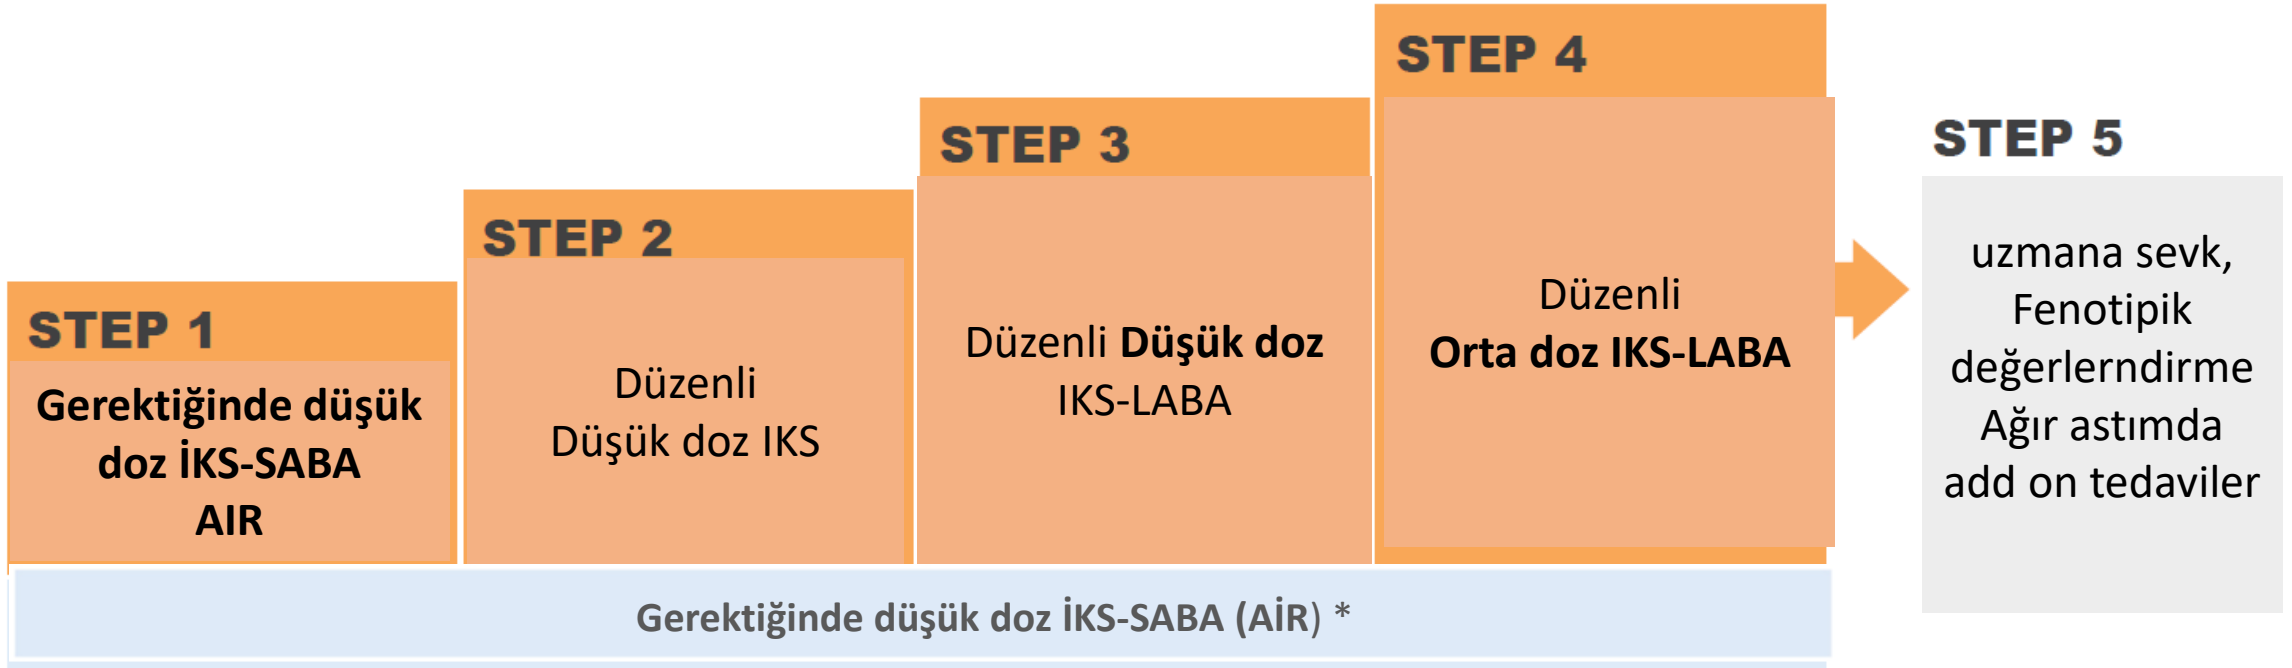 STEP 1
Gerektiğinde düşük
doz İKS-SABA
AIR
STEP 2
Düzenli
Düşük doz IKS
STEP 3
Düzenli Düşük doz
IKS-LABA
STEP 4
Düzenli
Orta doz IKS-LABA
STEP 5
uzmana sevk,
Fenotipik
değerlerndirme
Ağır astımda
add on tedaviler
Gerektiğinde düşük doz İKS-SABA (AİR) *